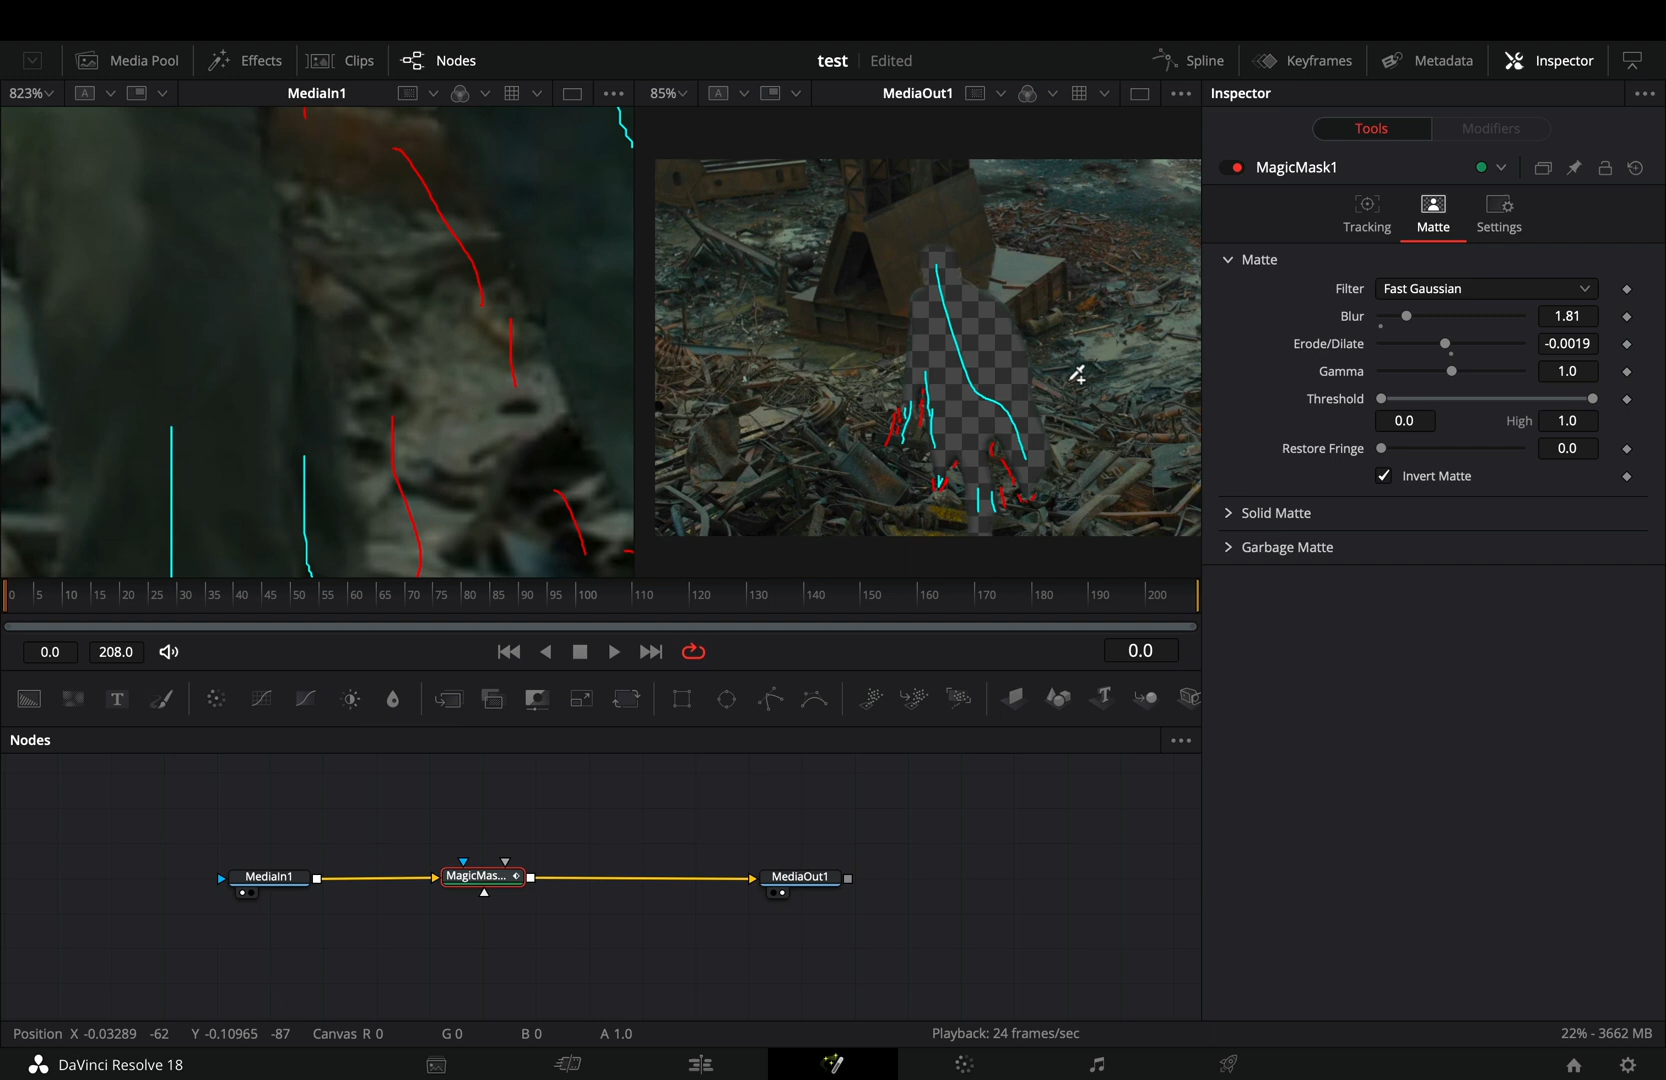 Media Pool
Effects
Clips
Nodes
test
Edited
Spline
Keyframes
Metadata
Inspector
823%
A
MediaIn1
85%
A
MediaOut1
Inspector
Tools
Modifiers
MagicMask1
Tracking
Matte
Settings
Matte
Filter
Fast Gaussian
Blur
1.81
Erode/Dilate
-0.0019
Gamma
1.0
Threshold
0.0
High
1.0
Restore Fringe
0.0
Invert Matte
Solid Matte
Garbage Matte
0 5 10 15 20 25 30 35 40 45 50 55 60 65 70 75 80 85 90 95 100 110 120 130 140 150 160 170 180 190 200
0.0
208.0
0.0
T
T
Nodes
MediaIn1
MagicMas...
MediaOut1
Position X -0.03289 -62 Y -0.10965 -87 Canvas R 0 G 0 B 0 A 1.0
Playback: 24 frames/sec
22% - 3662 MB
DaVinci Resolve 18